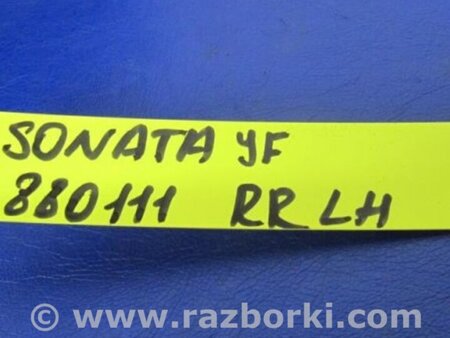 SONATA YF
880111 RR LH
© www.razborki.com